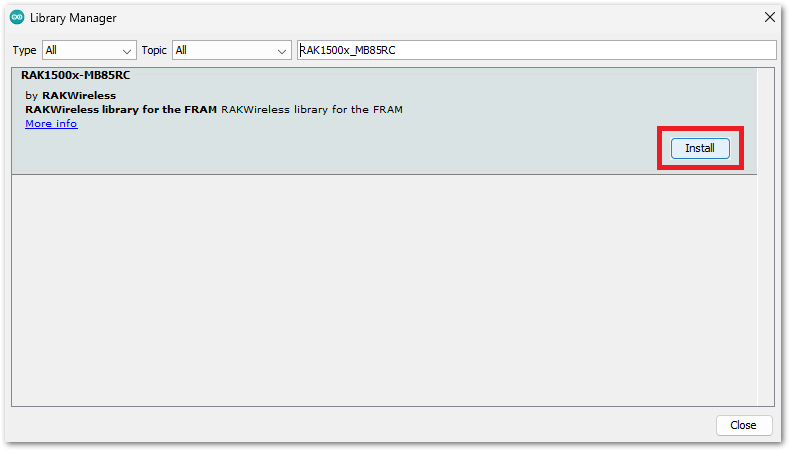 Library Manager
Type All Topic All RAK1500x_MB85RC
RAK1500x-MB85RC
by RAKWireless
RAKWireless library for the FRAM RAKWireless library for the FRAM
More info
Install
Close